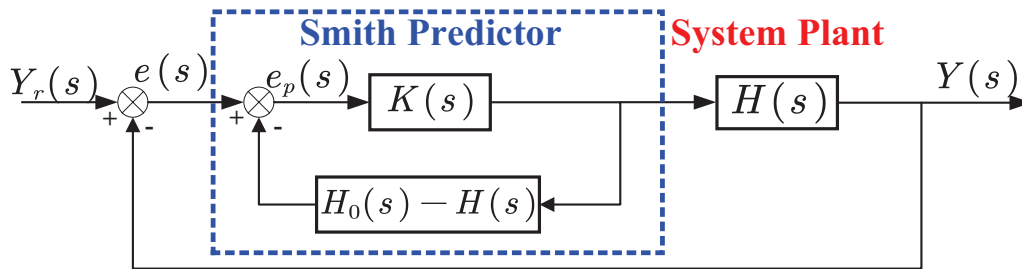 Smith Predictor
System Plant
Y_r(s)
+
-
e(s)
+
-
e_p(s)
K(s)
H(s)
Y(s)
H_0(s) − H(s)